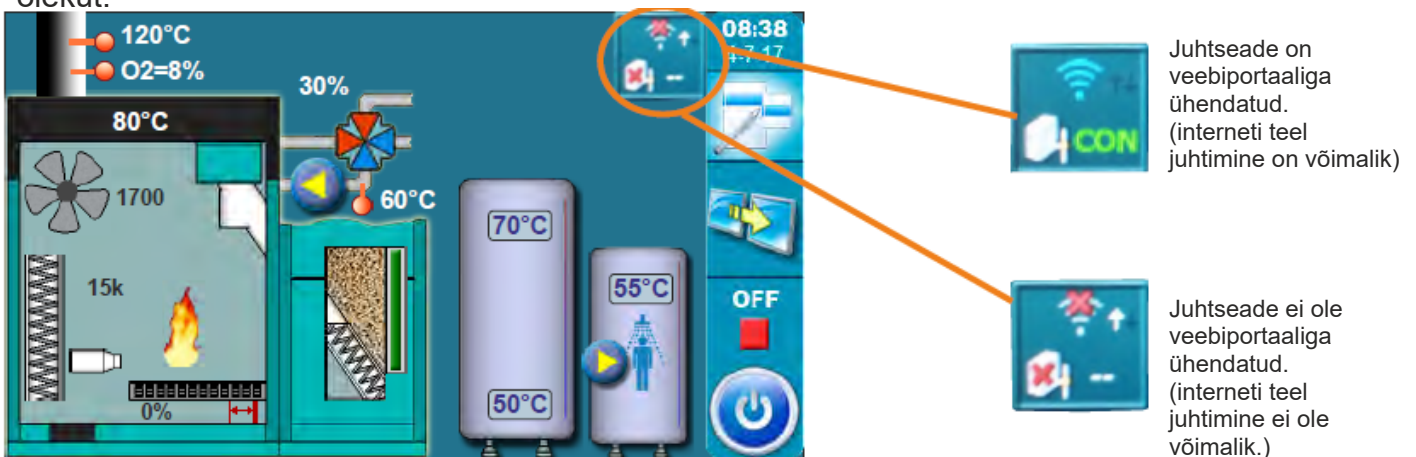 olekut.
120°C
O2=8%
30%
80°C
1700
60°C
15k
0%
70°C
50°C
55°C
--
08:38
OFF
CON
Juhtseade on
veebiportaaliga
ühendatud.
(interneti teel
juhtimine on võimalik)
--
Juhtseade ei ole
veebiportaaliga
ühendatud.
(interneti teel
juhtimine ei ole
võimalik.)